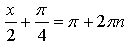 x/2 + π/4 = π + 2πn